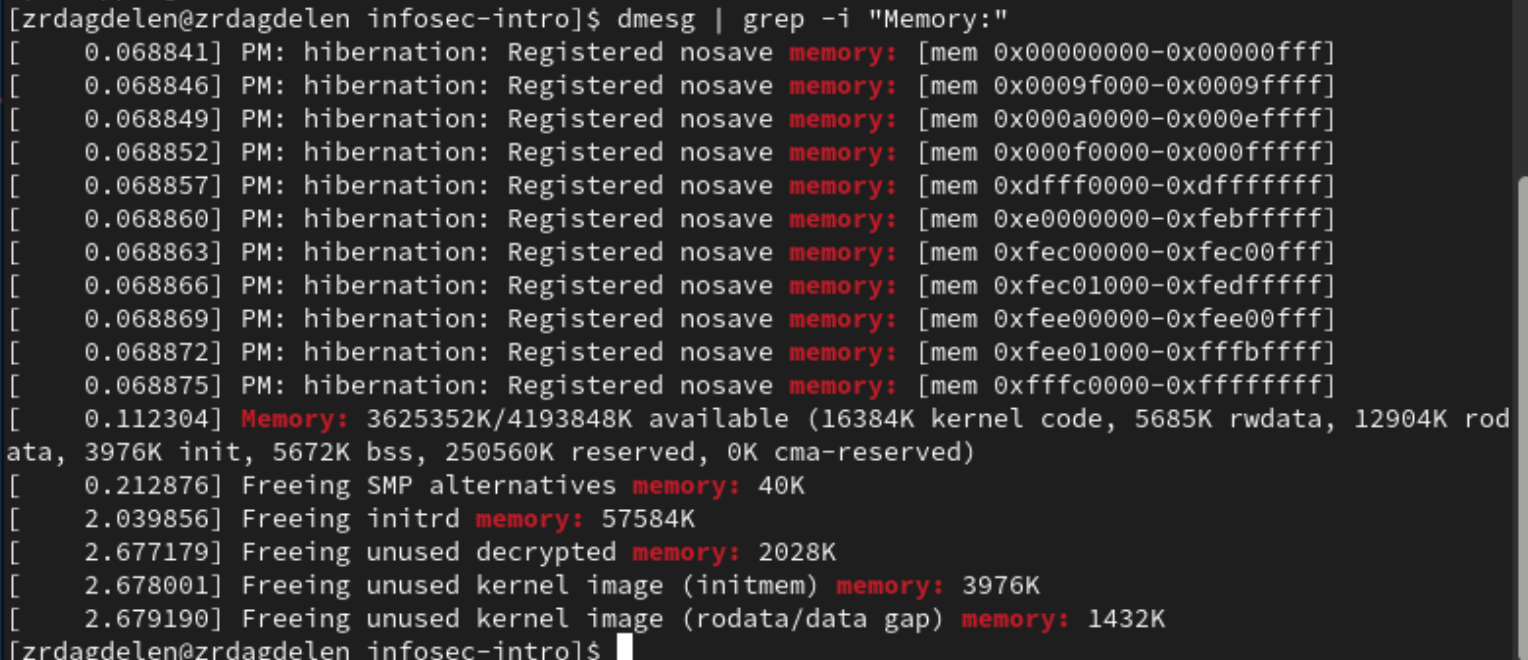 [zrdagdelen@zrdagdelen infosec-intro]$ dmesg | grep -i "Memory:"
[    0.068841] PM: hibernation: Registered nosave memory: [mem 0x00000000-0x00000fff]
[    0.068846] PM: hibernation: Registered nosave memory: [mem 0x0009f000-0x0009ffff]
[    0.068849] PM: hibernation: Registered nosave memory: [mem 0x000a0000-0x000effff]
[    0.068852] PM: hibernation: Registered nosave memory: [mem 0x000f0000-0x000fffff]
[    0.068857] PM: hibernation: Registered nosave memory: [mem 0xdfff0000-0xdfffffff]
[    0.068860] PM: hibernation: Registered nosave memory: [mem 0xe0000000-0xfebfffff]
[    0.068863] PM: hibernation: Registered nosave memory: [mem 0xfec00000-0xfec00fff]
[    0.068866] PM: hibernation: Registered nosave memory: [mem 0xfec01000-0xfedfffff]
[    0.068869] PM: hibernation: Registered nosave memory: [mem 0xfee00000-0xfee00fff]
[    0.068872] PM: hibernation: Registered nosave memory: [mem 0xfee01000-0xfffbffff]
[    0.068875] PM: hibernation: Registered nosave memory: [mem 0xfffc0000-0xffffffff]
[    0.112304] Memory: 3625352K/4193848K available (16384K kernel code, 5685K rwdata, 12904K rod
ata, 3976K init, 5672K bss, 250560K reserved, 0K cma-reserved)
[    0.212876] Freeing SMP alternatives memory: 40K
[    2.039856] Freeing initrd memory: 57584K
[    2.677179] Freeing unused decrypted memory: 2028K
[    2.678001] Freeing unused kernel image (initmem) memory: 3976K
[    2.679190] Freeing unused kernel image (rodata/data gap) memory: 1432K
[zrdagdelen@zrdagdelen infosec-intro]$